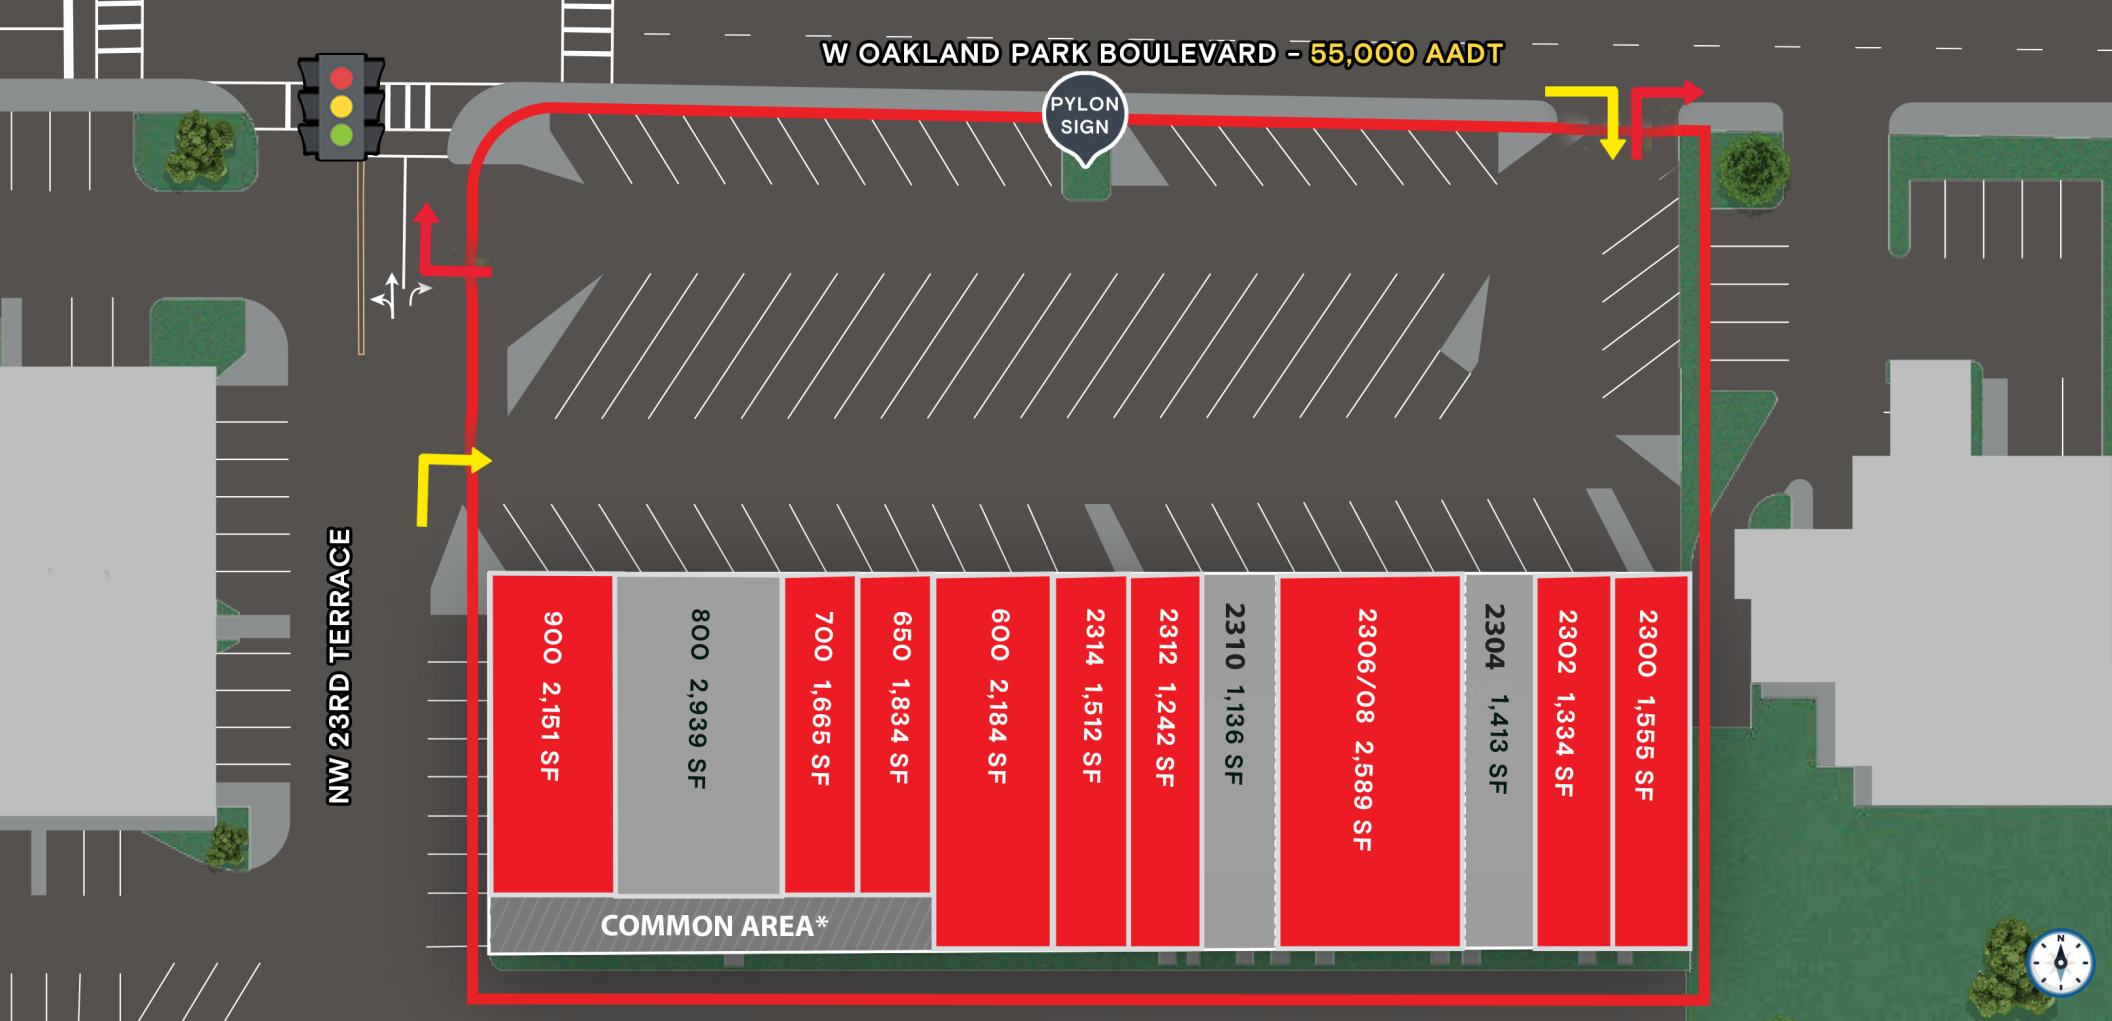 W OAKLAND PARK BOULEVARD - 55,000 AADT
PYLON
SIGN
NW 23RD TERRACE
900 2,151 SF
800 2,939 SF
700 1,665 SF
650 1,834 SF
600 2,184 SF
2314 1,512 SF
2312 1,242 SF
2310 1,136 SF
2306/08 2,589 SF
2304 1,413 SF
2302 1,334 SF
2300 1,555 SF
COMMON AREA*
N